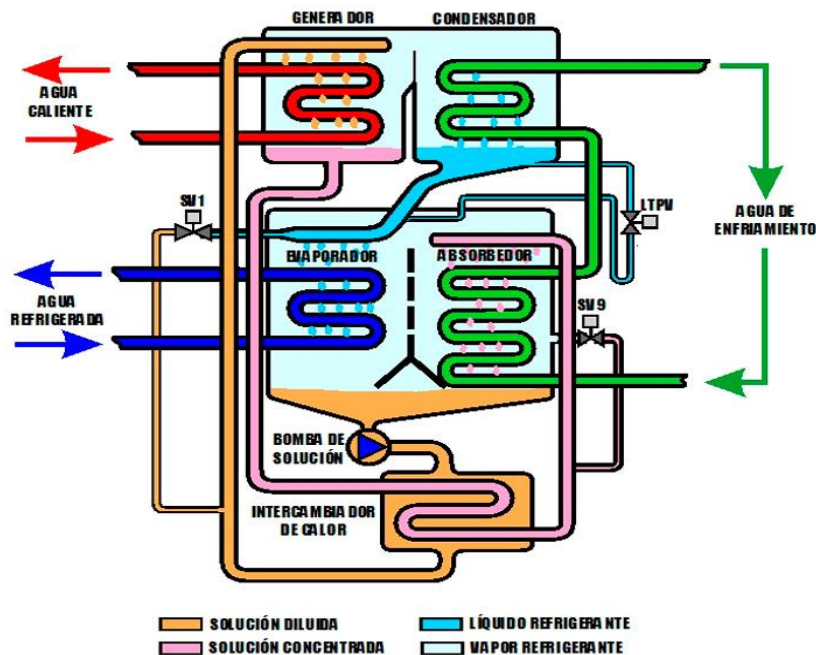 GENERADOR
CONDENSADOR
AGUA
CALIENTE
SV1
LTPV
AGUA DE
ENFRIAMIENTO
EVAPORADOR
ABSORBEDOR
AGUA
REFRIGERADA
SV9
BOMBA DE
SOLUCIÓN
INTERCAMBIADOR
DE CALOR
SOLUCIÓN DILUIDA
LÍQUIDO REFRIGERANTE
SOLUCIÓN CONCENTRADA
VAPOR REFRIGERANTE